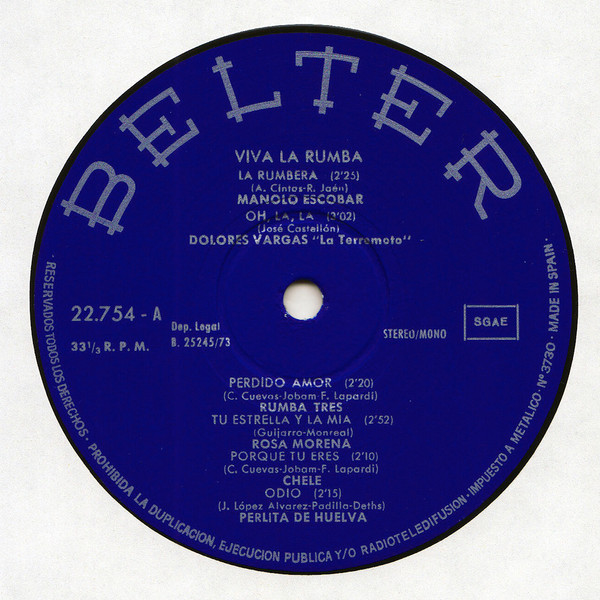 BELTER
VIVA LA RUMBA
LA RUMBERA (2'25)
(A. Cintas-R. Jaén)
MANOLO ESCOBAR
OH, LA, LA (3'02)
(José Castellón)
DOLORES VARGAS "La Terremoto"
22.754 - A
33 1/3 R. P. M.
Dep. Legal
B. 25245/73
STEREO/MONO
SGAE
PERDIDO AMOR (2'20)
(C. Cuevas-Jobam-F. Lapardi)
RUMBA TRES
TU ESTRELLA Y LA MIA (2'52)
(Guijarro-Monreal)
ROSA MORENA
PORQUE TU ERES (2'10)
(C. Cuevas-Jobam-F. Lapardi)
CHELE
ODIO (2'15)
(J. López Alvarez-Padilla-Deths)
PERLITA DE HUELVA
· RESERVADOS TODOS LOS DERECHOS · PROHIBIDA LA DUPLICACION, EJECUCION PUBLICA Y/O RADIOTELEDIFUSION · IMPUESTO A METALICO · Nº 3730 · MADE IN SPAIN ·